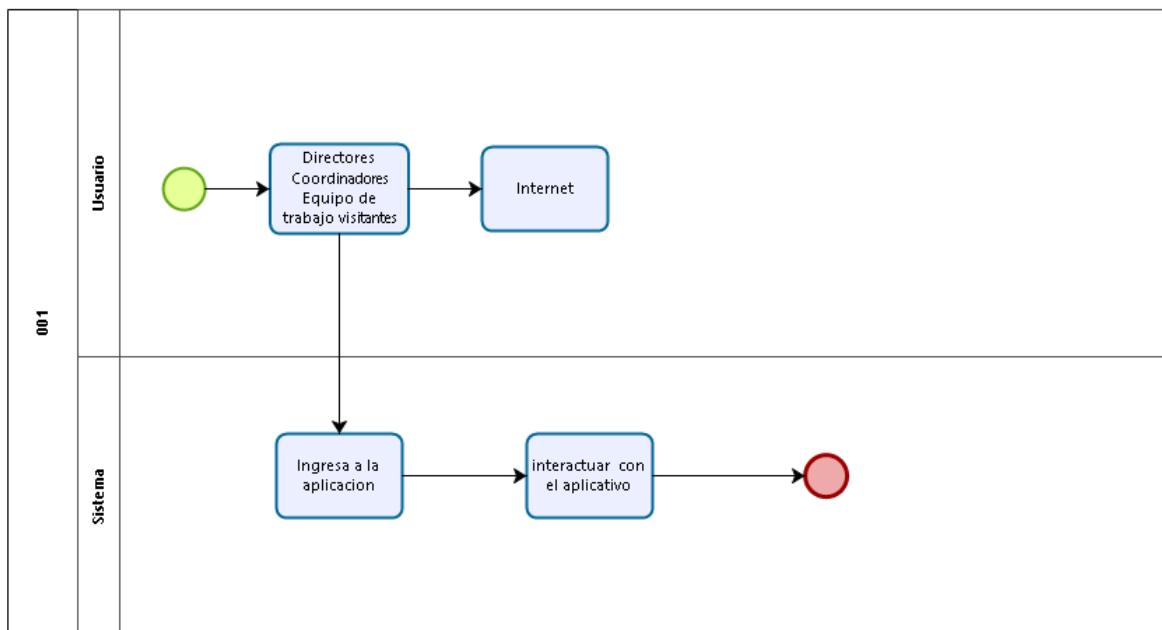 001
Usuario
Directores
Coordinadores
Equipo de
trabajo visitantes
Internet
Sistema
Ingresa a la
aplicacion
interactuar con
el aplicativo